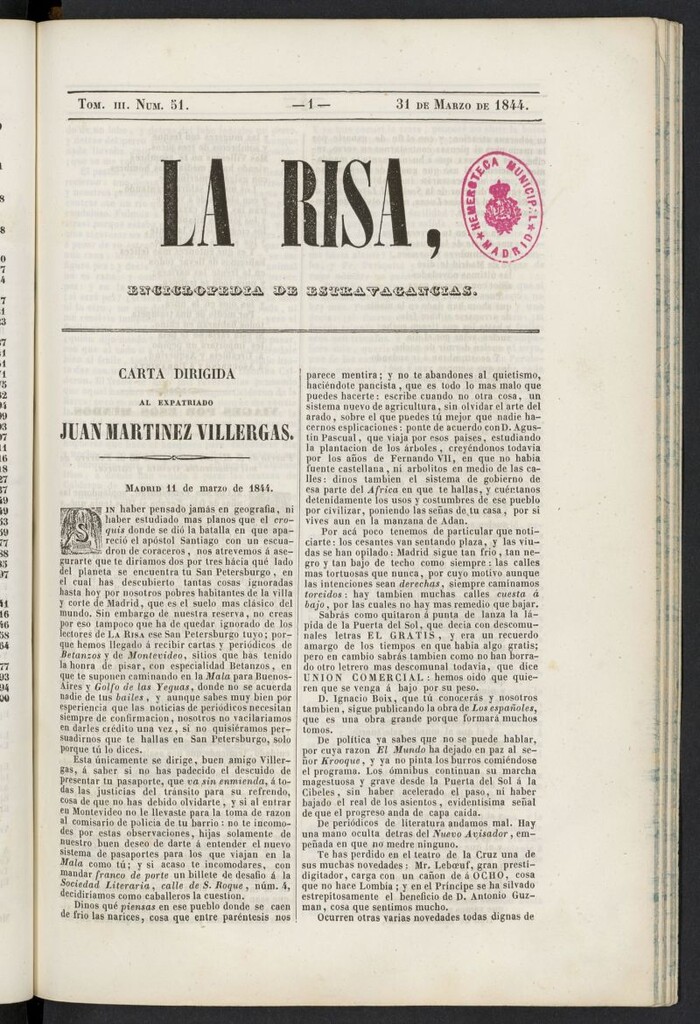 Tom. III. Num. 51.
—1—
31 de Marzo de 1844.
LA RISA,
ENCICLOPEDIA DE ESTRAVAGANCIAS.
HEMEROTECA MUNICIPAL
MADRID
CARTA DIRIGIDA
AL EXPATRIADO
JUAN MARTINEZ VILLERGAS.
Madrid 11 de marzo de 1844.
SIN haber pensado jamás en geografia, ni
haber estudiado mas planos que el cro-
quis donde se dió la batalla en que apa-
reció el apóstol Santiago con un escua-
dron de coraceros, nos atrevemos á ase-
gurarte que te diriamos dos por tres hácia qué lado
del planeta se encuentra tu San Petersburgo, en
el cual has descubierto tantas cosas ignoradas
hasta hoy por nosotros pobres habitantes de la villa
y corte de Madrid, que es el suelo mas clásico del
mundo. Sin embargo de nuestra reserva, no creas
por eso tampoco que ha de quedar ignorado de los
lectores de LA RISA ese San Petersburgo tuyo; por-
que hemos llegado á recibir cartas y periódicos de
Betanzos y de Montevideo, sitios que has tenido
la honra de pisar, con especialidad Betanzos, en
que te suponen caminando en la Mala para Buenos-
Aires y Golfo de las Yeguas, donde no se acuerda
nadie de tus bailes, y aunque sabes muy bien por
esperiencia que las noticias de periódicos necesitan
siempre de confirmacion, nosotros no vacilariamos
en darles crédito una vez, si no quisiéramos per-
suadirnos que te hallas en San Petersburgo, solo
porque tú lo dices.
Esta únicamente se dirige, buen amigo Viller-
gas, á saber si no has padecido el descuido de
presentar tu pasaporte, que va sin enmienda, á to-
das las justicias del tránsito para su refrendo,
cosa de que no has debido olvidarte, y si al entrar
en Montevideo no le llevaste para la toma de razon
al comisario de policia de tu barrio: no te incomo-
des por estas observaciones, hijas solamente de
nuestro buen deseo de darte á entender el nuevo
sistema de pasaportes para los que viajan en la
Mala como tú; y si acaso te incomodares, con
mandar franco de porte un billete de desafio á la
Sociedad Literaria, calle de S. Roque, núm. 4,
decidiriamos como caballeros la cuestion.
Dinos qué piensas en ese pueblo donde se caen
de frio las narices, cosa que entre paréntesis nos
parece mentira; y no te abandones al quietismo,
haciéndote pancista, que es todo lo mas malo que
puedes hacerte: escribe cuando no otra cosa, un
sistema nuevo de agricultura, sin olvidar el arte del
arado, sobre el que puedes tú mejor que nadie ha-
cernos esplicaciones: ponte de acuerdo con D. Agus-
tin Pascual, que viaja por esos paises, estudiando
la plantacion de los árboles, creyéndonos todavia
por los años de Fernando VII, en que no habia
fuente castellana, ni arbolitos en medio de las ca-
lles: dinos tambien el sistema de gobierno de
esa parte del Africa en que te hallas, y cuéntanos
detenidamente los usos y costumbres de ese pueblo
por civilizar, poniendo las señas de tu casa, por si
vives aun en la manzana de Adan.
Por acá poco tenemos de particular que noti-
ciarte: los cesantes van sentando plaza, y las viu-
das se han opilado: Madrid sigue tan frio, tan ne-
gro y tan bajo de techo como siempre: las calles
mas tortuosas que nunca, por cuyo motivo aunque
las intenciones sean derechas, siempre caminamos
torcidos: hay tambien muchas calles cuesta á
bajo, por las cuales no hay mas remedio que bajar.
Sabrás como quitaron á punta de lanza la lá-
pida de la Puerta del Sol, que decia con descomu-
nales letras EL GRATIS, y era un recuerdo
amargo de los tiempos en que habia algo gratis;
pero en cambio sabrás tambien como no han borra-
do otro letrero mas descomunal todavia, que dice
UNION COMERCIAL: hemos oido que quie-
ren que se venga á bajo por su peso.
D. Ignacio Boix, que tú conocerás y nosotros
tambien, sigue publicando la obra de Los españoles,
que es una obra grande porque formará muchos
tomos.
De política ya sabes que no se puede hablar,
por cuya razon El Mundo ha dejado en paz al se-
ñor Krooque, y ya no pinta los burros comiéndose
el programa. Los ómnibus continuan su marcha
magestuosa y grave desde la Puerta del Sol á la
Cibeles, sin haber acelerado el paso, ni haber
bajado el real de los asientos, evidentisima señal
de que el progreso anda de capa caida.
De periódicos de literatura andamos mal. Hay
una mano oculta detras del Nuevo Avisador, em-
peñada en que no medre ninguno.
Te has perdido en el teatro de la Cruz una de
sus muchas novedades: Mr. Lebœuf, gran presti-
digitador, carga con un cañon de á OCHO, cosa
que no hace Lombia; y en el Príncipe se ha silvado
estrepitosamente el beneficio de D. Antonio Guz-
man, cosa que sentimos mucho.
Ocurren otras varias novedades todas dignas de